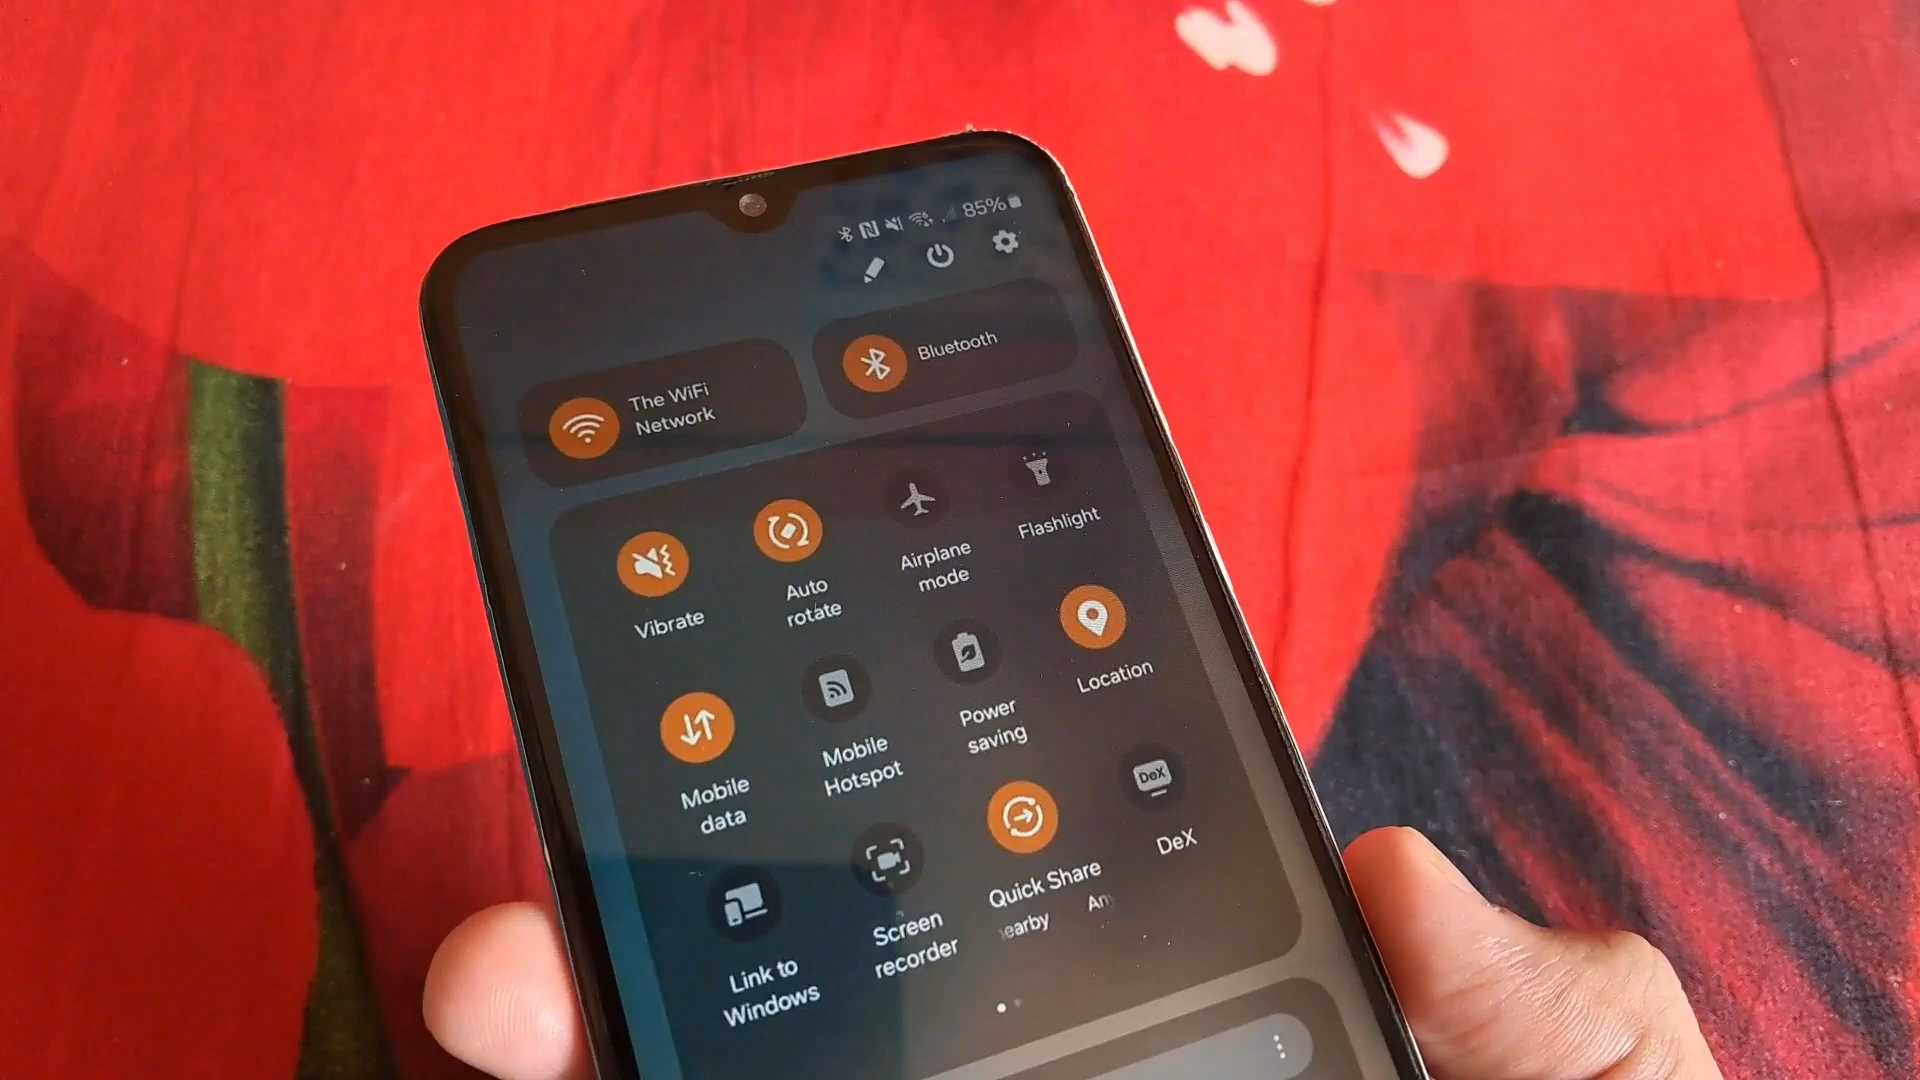 85%
The WiFi
Network
Bluetooth
Vibrate
Auto
rotate
Airplane
mode
Flashlight
Mobile
data
Mobile
Hotspot
Power
saving
Location
Link to
Windows
Screen
recorder
Quick Share
earby
DeX
DeX